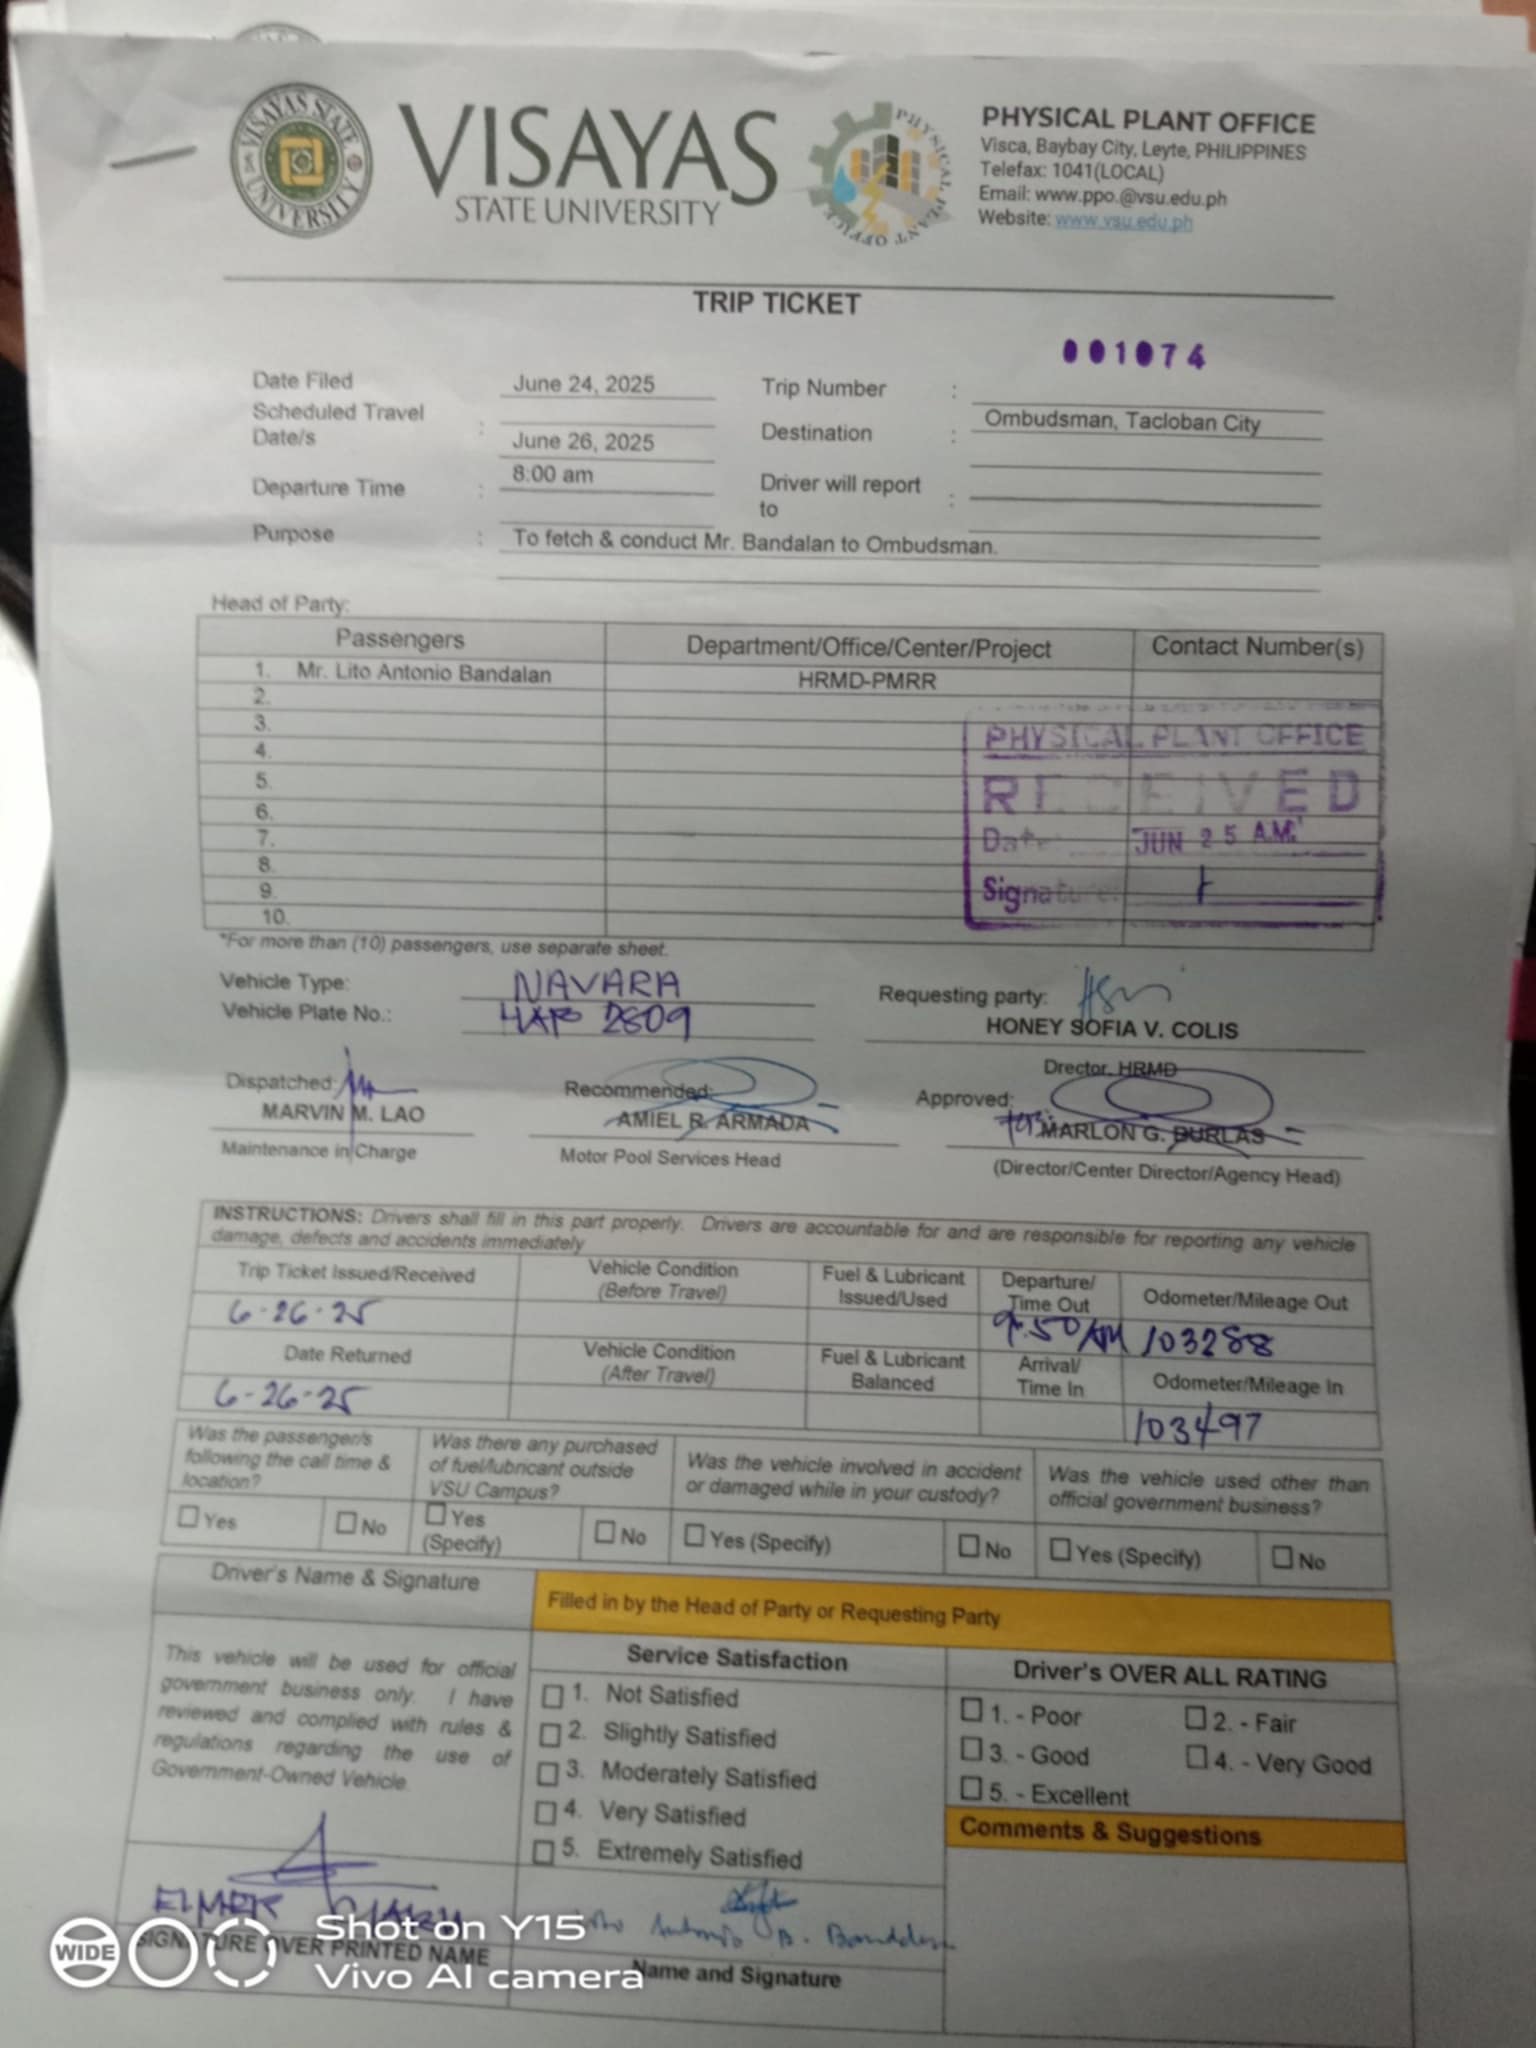 VISAYAS STATE UNIVERSITY
VISAYAS
STATE UNIVERSITY
PHYSICAL PLANT OFFICE
PHYSICAL PLANT OFFICE
Visca, Baybay City, Leyte, PHILIPPINES
Telefax: 1041(LOCAL)
Email: www.ppo.@vsu.edu.ph
Website: www.vsu.edu.ph
TRIP TICKET
001074
Date Filed June 24, 2025 Trip Number :
Scheduled Travel Date/s : June 26, 2025 Destination : Ombudsman, Tacloban City
Departure Time : 8:00 am Driver will report to :
Purpose : To fetch & conduct Mr. Bandalan to Ombudsman.
Head of Party:
Passengers Department/Office/Center/Project Contact Number(s)
1. Mr. Lito Antonio Bandalan HRMD-PMRR
2.
3.
4.
5.
6.
7.
8.
9.
10.
PHYSICAL PLANT OFFICE
RECEIVED
Date: JUN 25 A.M.
Signature:
*For more than (10) passengers, use separate sheet.
Vehicle Type: NAVARA
Vehicle Plate No.: 2809
Requesting party:
HONEY SOFIA V. COLIS
Drector, HRMD
Dispatched:
MARVIN M. LAO
Maintenance in Charge
Recommended:
AMIEL R. ARMADA
Motor Pool Services Head
Approved:
MARLON G. BURLAS
(Director/Center Director/Agency Head)
INSTRUCTIONS: Drivers shall fill in this part properly. Drivers are accountable for and are responsible for reporting any vehicle
damage, defects and accidents immediately
Trip Ticket Issued/Received Vehicle Condition (Before Travel) Fuel & Lubricant Issued/Used Departure/ Time Out Odometer/Mileage Out
6-26-25 9:50 AM 103288
Date Returned Vehicle Condition (After Travel) Fuel & Lubricant Balanced Arrival/ Time In Odometer/Mileage In
6-26-25 103497
Was the passenger/s following the call time & location?
Was there any purchased of fuel/lubricant outside VSU Campus?
Was the vehicle involved in accident or damaged while in your custody?
Was the vehicle used other than official government business?
Yes No Yes (Specify) No Yes (Specify) No Yes (Specify) No
Driver's Name & Signature
This vehicle will be used for official
government business only. I have
reviewed and complied with rules &
regulations regarding the use of
Government-Owned Vehicle.
ELMER
SIGNATURE OVER PRINTED NAME
Filled in by the Head of Party or Requesting Party
Service Satisfaction
1. Not Satisfied
2. Slightly Satisfied
3. Moderately Satisfied
4. Very Satisfied
5. Extremely Satisfied
Antonio B. Bandalan
Name and Signature
Driver's OVER ALL RATING
1. - Poor 2. - Fair
3. - Good 4. - Very Good
5. - Excellent
Comments & Suggestions
WIDE
Shot on Y15
Vivo AI camera